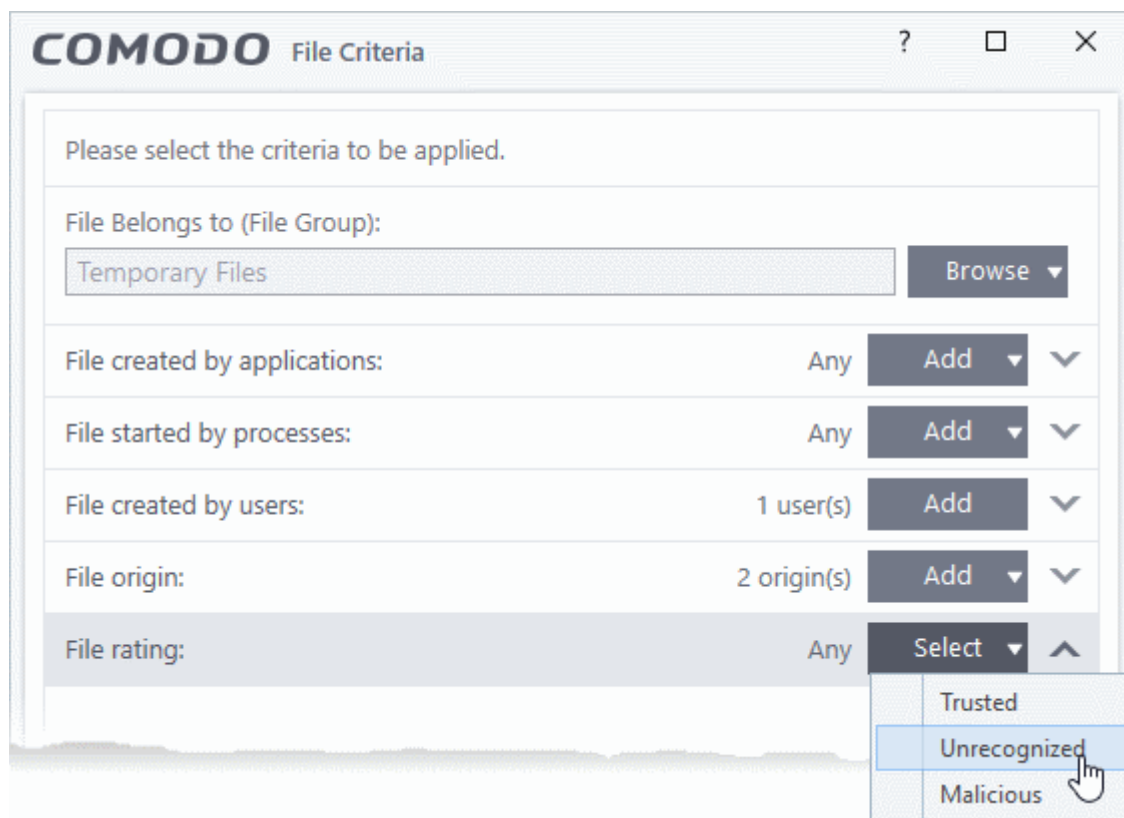 COMODO File Criteria ?
Please select the criteria to be applied.
File Belongs to (File Group):
Temporary Files Browse
File created by applications: Any Add
File started by processes: Any Add
File created by users: 1 user(s) Add
File origin: 2 origin(s) Add
File rating: Any Select
Trusted
Unrecognized
Malicious